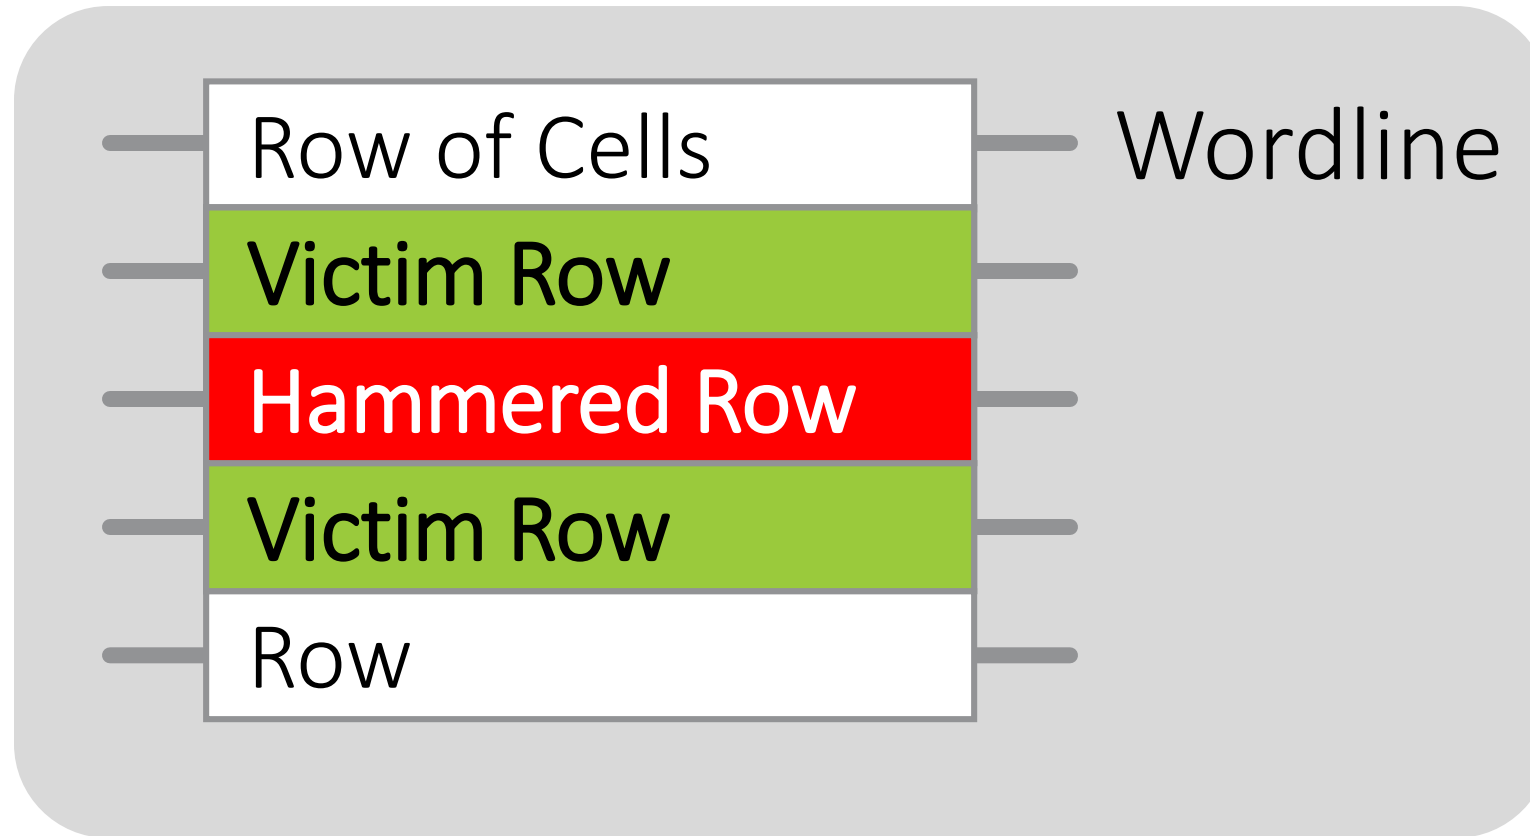 Row of Cells
Wordline
Victim Row
Hammered Row
Victim Row
Row